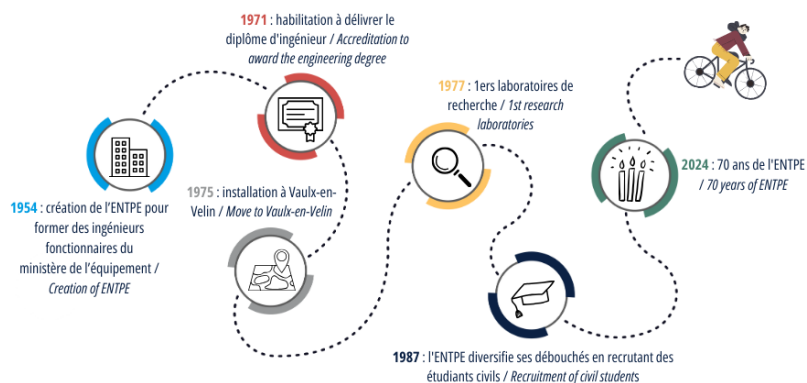 1954 : création de l'ENTPE pour
former des ingénieurs
fonctionnaires du
ministère de l'équipement /
Creation of ENTPE
1971 : habilitation à délivrer le
diplôme d'ingénieur / Accreditation to
award the engineering degree
1975 : installation à Vaulx-en-
Velin / Move to Vaulx-en-Velin
1977 : 1ers laboratoires de
recherche / 1st research
laboratories
1987 : l'ENTPE diversifie ses débouchés en recrutant des
étudiants civils / Recruitment of civil students
2024 : 70 ans de l'ENTPE
/ 70 years of ENTPE